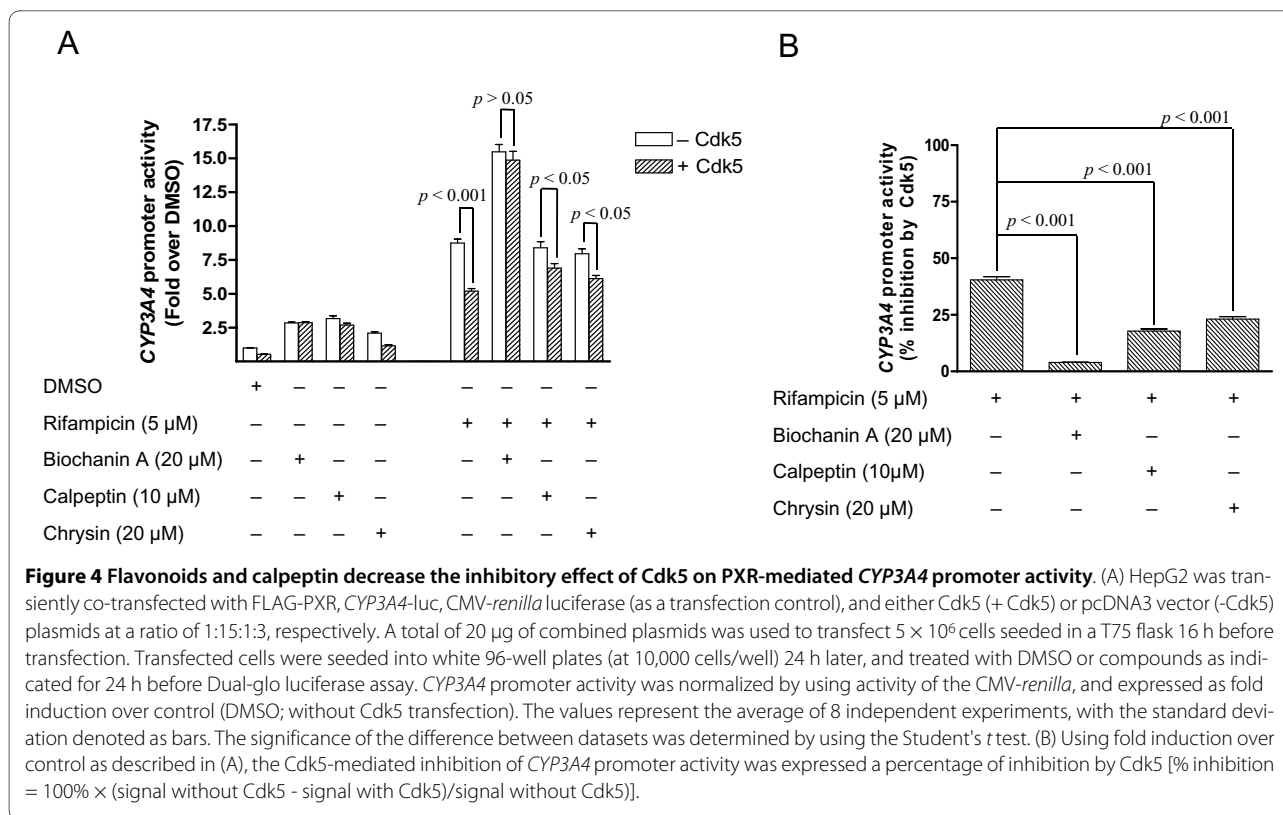 A
CYP3A4 promoter activity
(Fold over DMSO)
17.5
15.0
12.5
10.0
7.5
5.0
2.5
p < 0.001
p > 0.05
p < 0.05
p < 0.05
– Cdk5
+ Cdk5
DMSO + – – – – – – –
Rifampicin (5 µM) – – – – + + + +
Biochanin A (20 µM) – + – – – + – –
Calpeptin (10 µM) – – + – – – + –
Chrysin (20 µM) – – – + – – – +
B
CYP3A4 promoter activity
(% inhibition by Cdk5)
100
75
50
25
0
p < 0.001
p < 0.001
p < 0.001
Rifampicin (5 µM) + + + +
Biochanin A (20 µM) – + – –
Calpeptin (10µM) – – + –
Chrysin (20 µM) – – – +
Figure 4 Flavonoids and calpeptin decrease the inhibitory effect of Cdk5 on PXR-mediated CYP3A4 promoter activity. (A) HepG2 was tran-
siently co-transfected with FLAG-PXR, CYP3A4-luc, CMV-renilla luciferase (as a transfection control), and either Cdk5 (+ Cdk5) or pcDNA3 vector (-Cdk5)
plasmids at a ratio of 1:15:1:3, respectively. A total of 20 µg of combined plasmids was used to transfect 5 × 10⁶ cells seeded in a T75 flask 16 h before
transfection. Transfected cells were seeded into white 96-well plates (at 10,000 cells/well) 24 h later, and treated with DMSO or compounds as indi-
cated for 24 h before Dual-glo luciferase assay. CYP3A4 promoter activity was normalized by using activity of the CMV-renilla, and expressed as fold
induction over control (DMSO; without Cdk5 transfection). The values represent the average of 8 independent experiments, with the standard devi-
ation denoted as bars. The significance of the difference between datasets was determined by using the Student's t test. (B) Using fold induction over
control as described in (A), the Cdk5-mediated inhibition of CYP3A4 promoter activity was expressed a percentage of inhibition by Cdk5 [% inhibition
= 100% × (signal without Cdk5 - signal with Cdk5)/signal without Cdk5)].